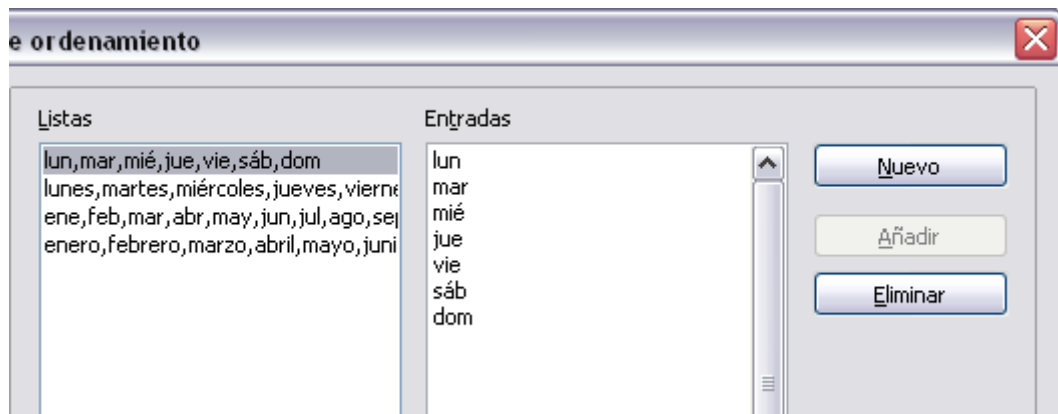 e ordenamiento
Listas
lun,mar,mié,jue,vie,sáb,dom
lunes,martes,miércoles,jueves,vierne
ene,feb,mar,abr,may,jun,jul,ago,sep
enero,febrero,marzo,abril,mayo,juni
Entradas
lun
mar
mié
jue
vie
sáb
dom
Nuevo
Añadir
Eliminar